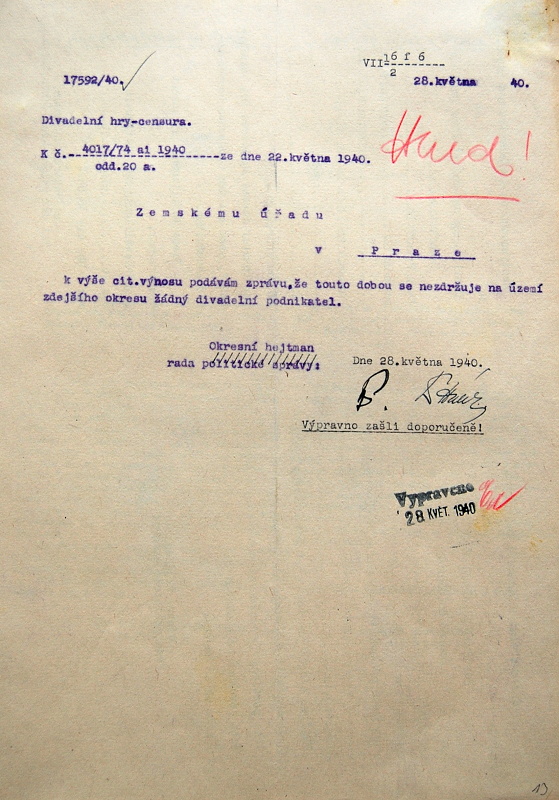 17592/40.
VII 16 f 6
2
28.května 40.
Divadelní hry-censura.
K č. 4017/74 ai 1940 ze dne 22.května 1940.
odd.20 a.
Ihned!
Zemskému úřadu
v Praze
k výše cit.výnosu podávám zprávu,že touto dobou se nezdržuje na území
zdejšího okresu žádný divadelní podnikatel.
Okresní hejtman
rada politické správy:
Dne 28.května 1940.
Výpravno zašli doporučeně!
Vypraveno
28 KVĚT. 1940
13